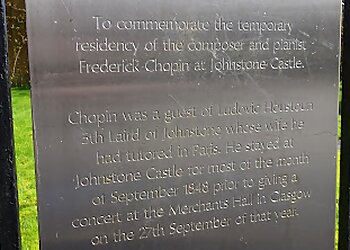 To commemorate the temporary
residency of the composer and pianist
Frederick Chopin at Johnstone Castle.
Chopin was a guest of Ludovic Houstoun
5th Laird of Johnstone whose wife he
had tutored in Paris. He stayed at
Johnstone Castle for most of the month
of September 1848 prior to giving a
concert at the Merchants Hall in Glasgow
on the 27th September of that year.